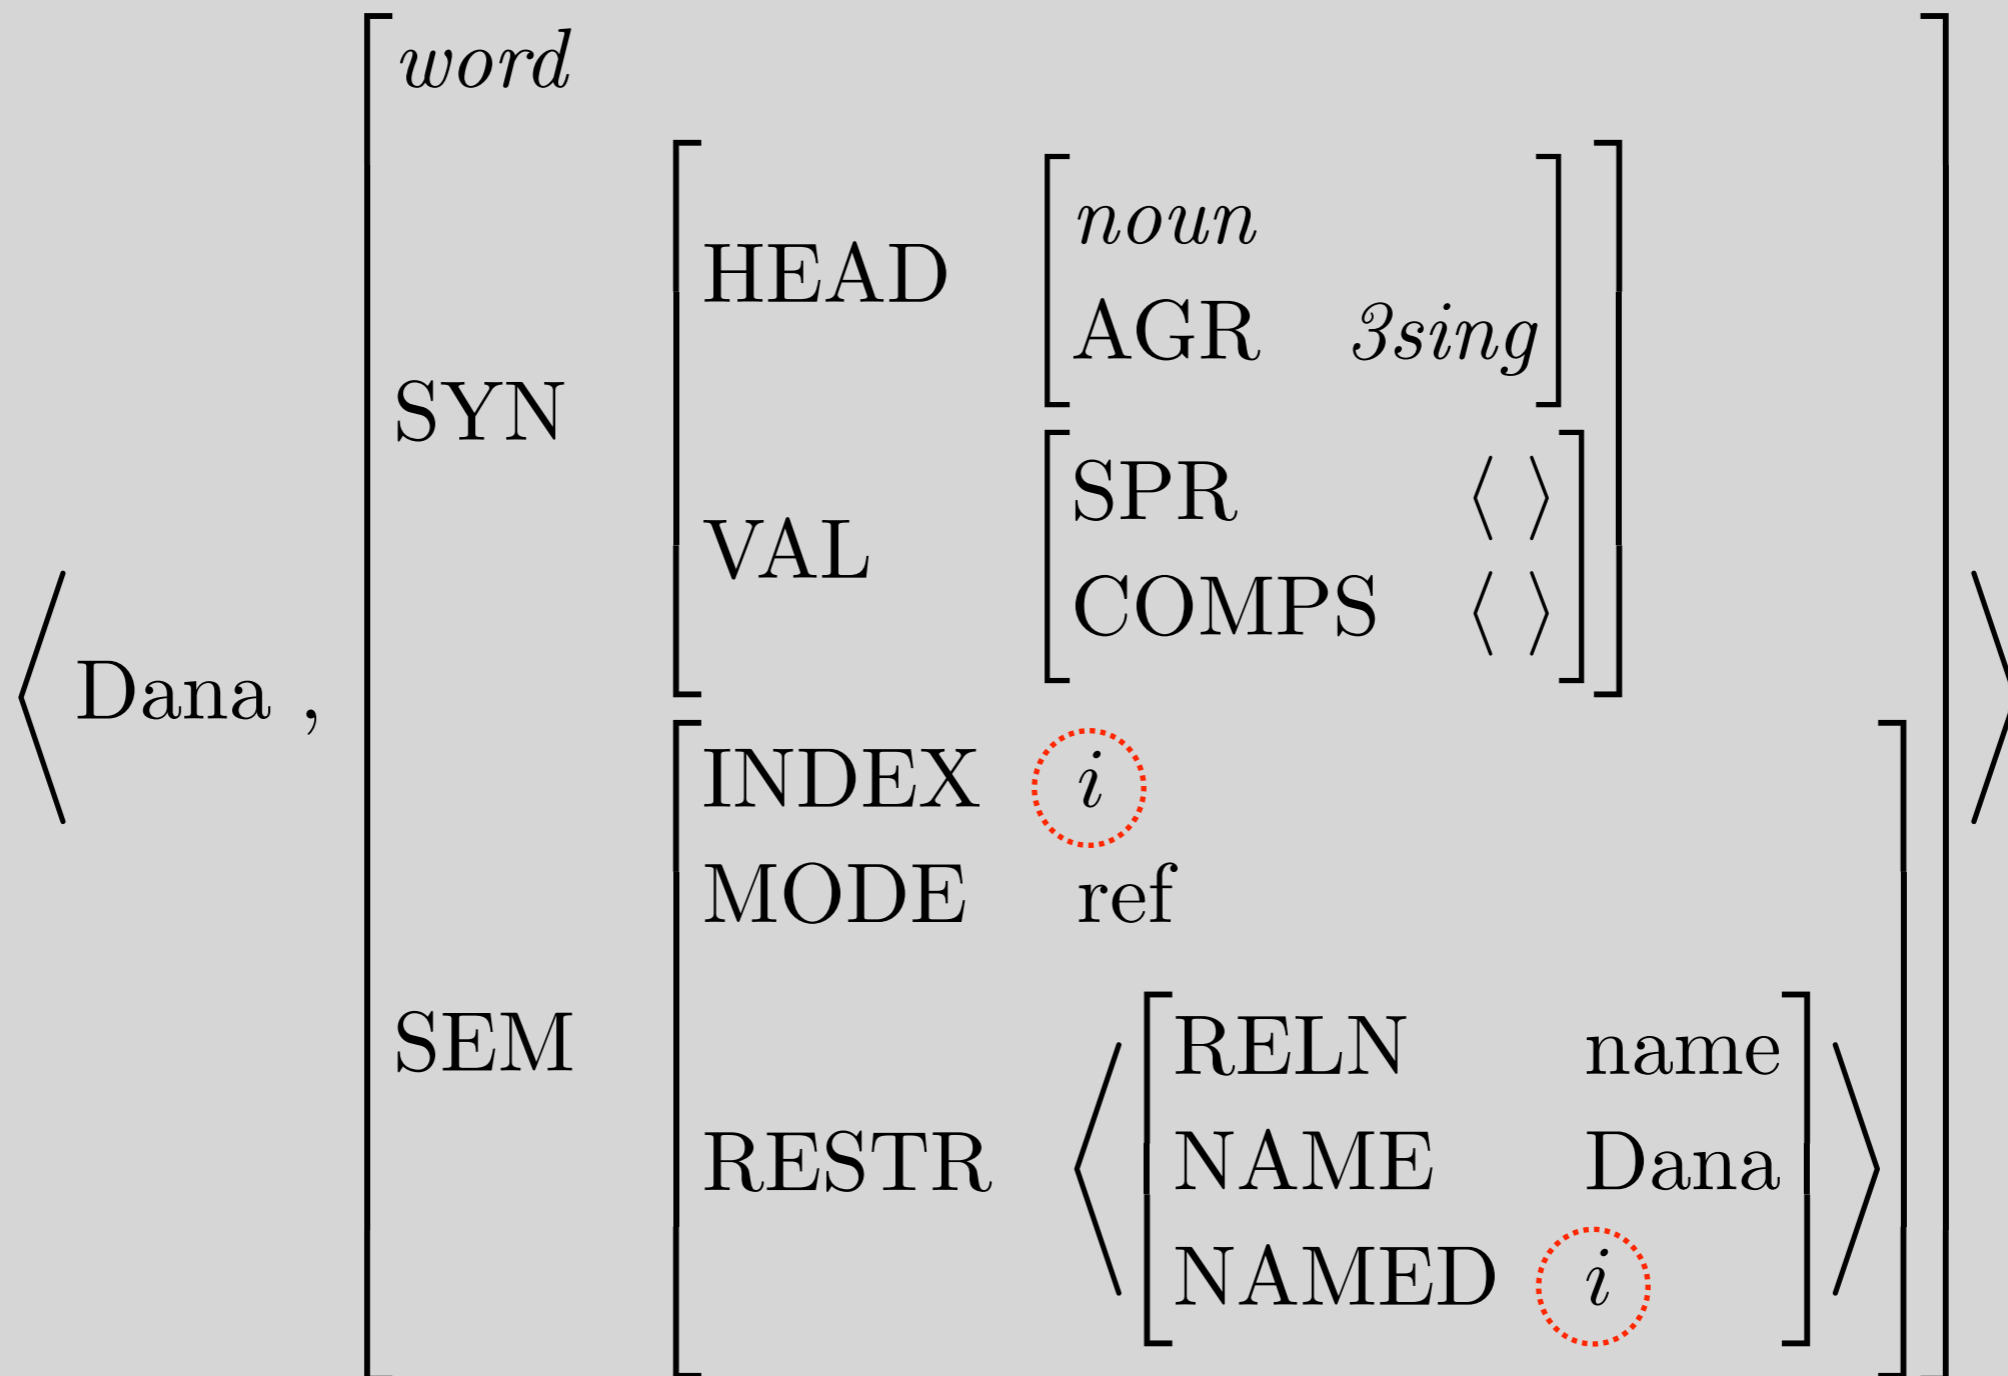 word
HEAD noun
AGR 3sing
SYN
VAL SPR ⟨ ⟩
COMPS ⟨ ⟩
⟨ Dana , ⟩
INDEX i
MODE ref
SEM
RESTR ⟨ RELN name ⟩
NAME Dana
NAMED i